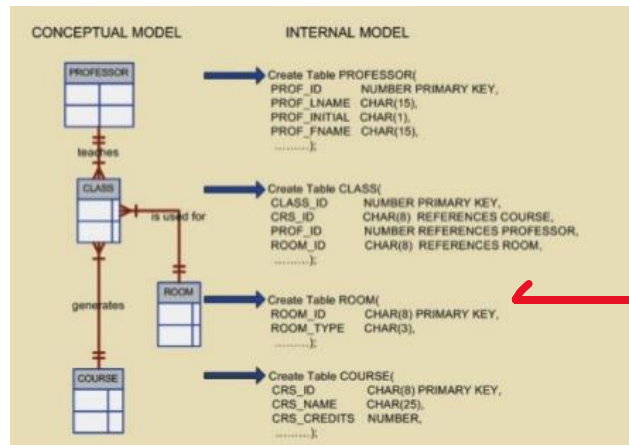 CONCEPTUAL MODEL
INTERNAL MODEL
PROFESSOR
teaches
CLASS
is used for
ROOM
generates
COURSE
Create Table PROFESSOR(
PROF_ID NUMBER PRIMARY KEY,
PROF_LNAME CHAR(15),
PROF_INITIAL CHAR(1),
PROF_FNAME CHAR(15),
.........);
Create Table CLASS(
CLASS_ID NUMBER PRIMARY KEY,
CRS_ID CHAR(8) REFERENCES COURSE,
PROF_ID NUMBER REFERENCES PROFESSOR,
ROOM_ID CHAR(8) REFERENCES ROOM,
.........);
Create Table ROOM(
ROOM_ID CHAR(8) PRIMARY KEY,
ROOM_TYPE CHAR(3),
.........);
Create Table COURSE(
CRS_ID CHAR(8) PRIMARY KEY,
CRS_NAME CHAR(25),
CRS_CREDITS NUMBER,
.........);